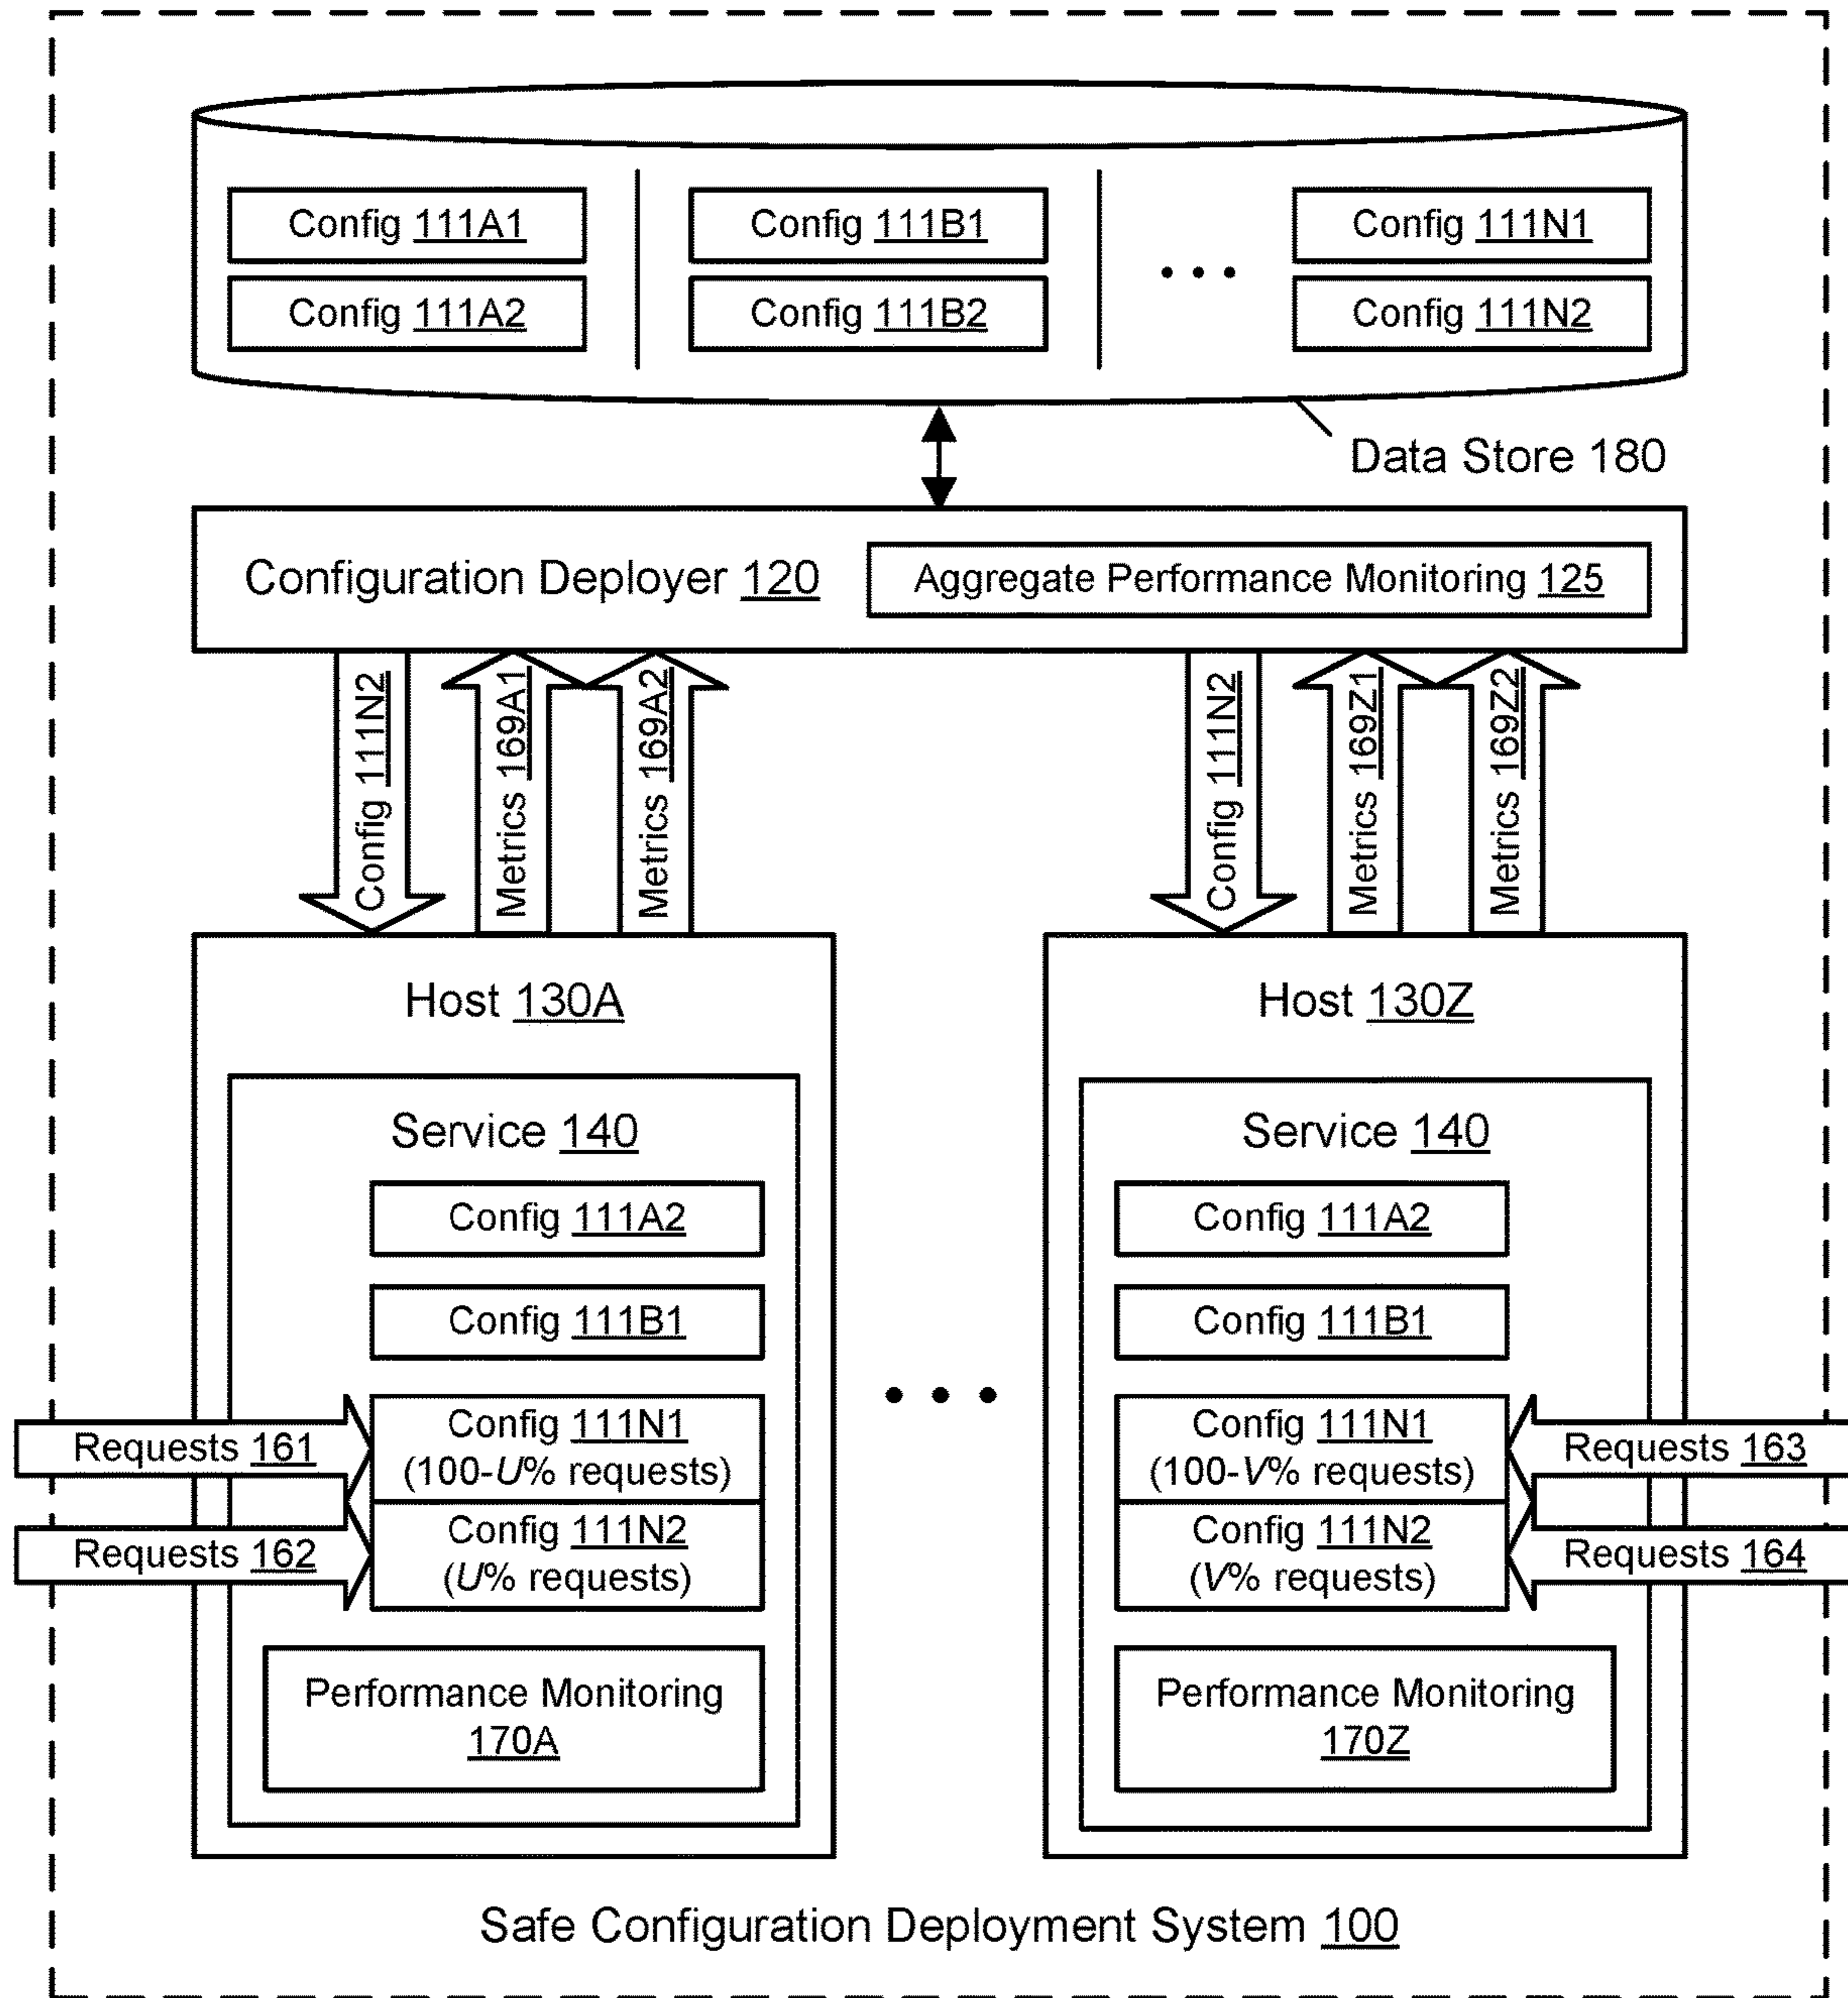 Config 111A1
Config 111B1
Config 111N1
Config 111A2
Config 111B2
Config 111N2
Data Store 180
Configuration Deployer 120
Aggregate Performance Monitoring 125
Config 111N2
Metrics 169A1
Metrics 169A2
Config 111N2
Metrics 169Z1
Metrics 169Z2
Host 130A
Service 140
Config 111A2
Config 111B1
Requests 161
Config 111N1
(100-U% requests)
Requests 162
Config 111N2
(U% requests)
Performance Monitoring
170A
Host 130Z
Service 140
Config 111A2
Config 111B1
Config 111N1
(100-V% requests)
Requests 163
Config 111N2
(V% requests)
Requests 164
Performance Monitoring
170Z
Safe Configuration Deployment System 100